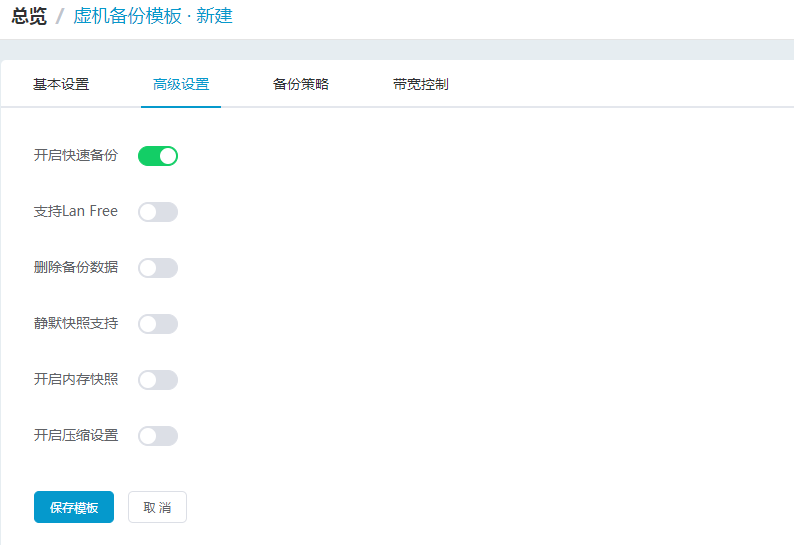 总览 / 虚机备份模板 · 新建
基本设置 高级设置 备份策略 带宽控制
开启快速备份
支持Lan Free
删除备份数据
静默快照支持
开启内存快照
开启压缩设置
保存模板 取消